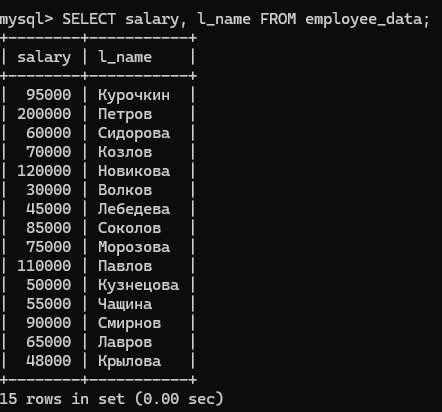 mysql> SELECT salary, l_name FROM employee_data;
+--------+-----------+
| salary | l_name    |
+--------+-----------+
|  95000 | Курочкин  |
| 200000 | Петров    |
|  60000 | Сидорова  |
|  70000 | Козлов    |
| 120000 | Новикова  |
|  30000 | Волков    |
|  45000 | Лебедева  |
|  85000 | Соколов   |
|  75000 | Морозова  |
| 110000 | Павлов    |
|  50000 | Кузнецова |
|  55000 | Чащина    |
|  90000 | Смирнов   |
|  65000 | Лавров    |
|  48000 | Крылова   |
+--------+-----------+
15 rows in set (0.00 sec)